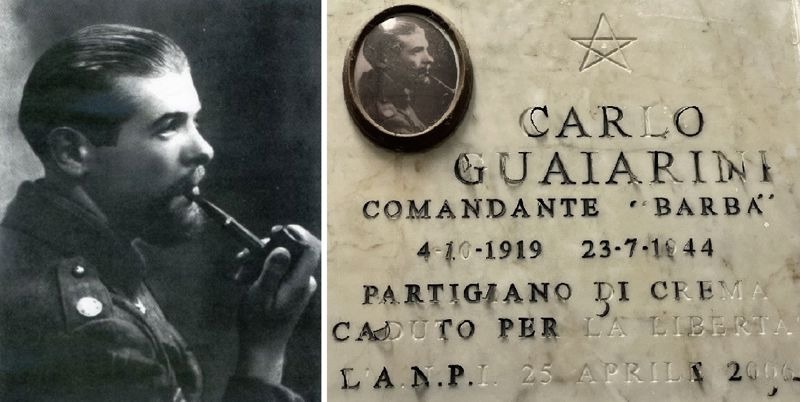 CARLO
GUAIARINI
COMANDANTE "BARBA"
4-10-1919 23-7-1944
PARTIGIANO DI CREMA
CADUTO PER LA LIBERTA'
L'A.N.P.I. 25 APRILE 2006